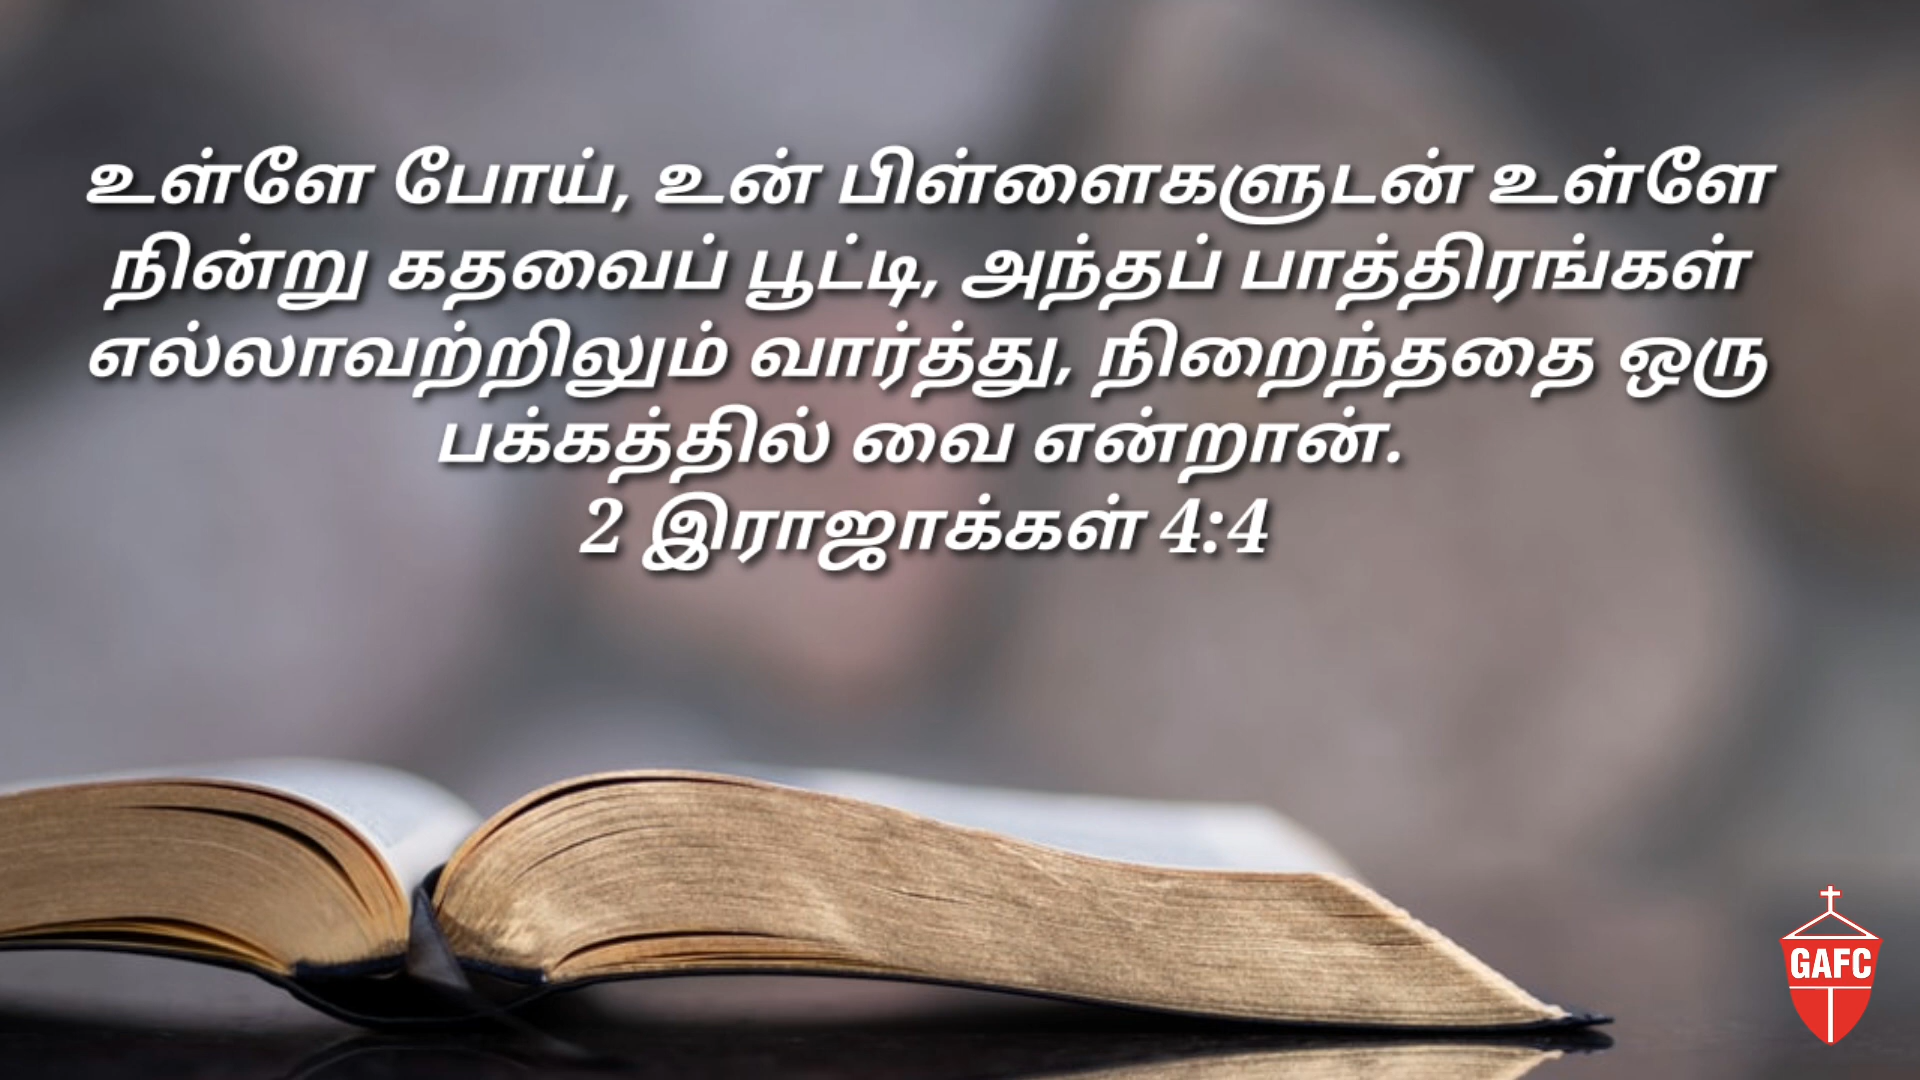 உள்ளே போய், உன் பிள்ளைகளுடன் உள்ளே
நின்று கதவைப் பூட்டி, அந்தப் பாத்திரங்கள்
எல்லாவற்றிலும் வார்த்து, நிறைந்ததை ஒரு
பக்கத்தில் வை என்றான்.
2 இராஜாக்கள் 4:4
GAFC